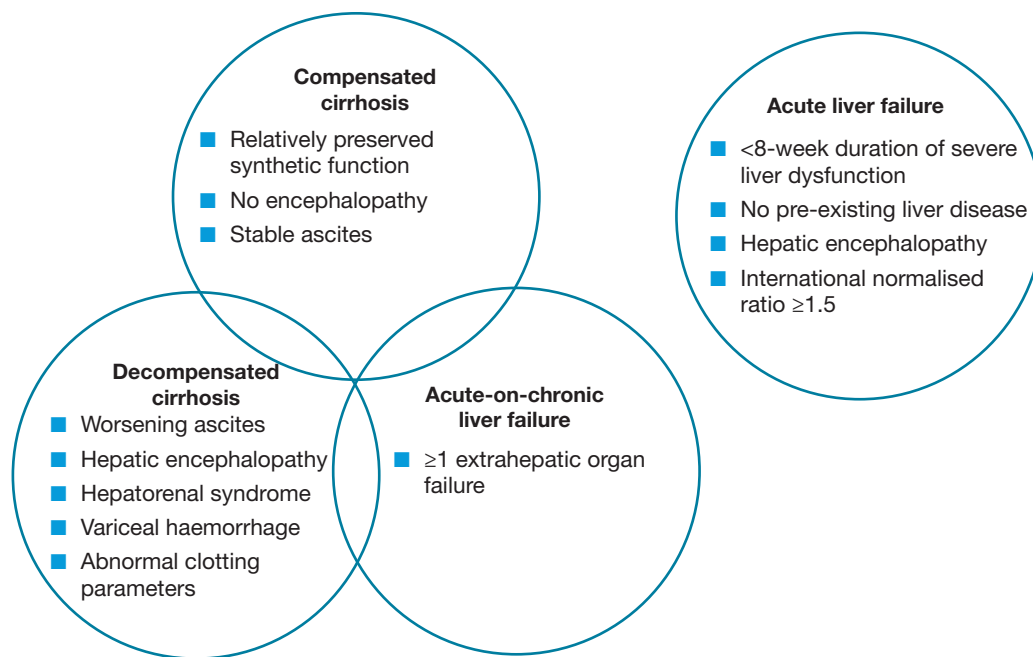 Compensated
cirrhosis
■ Relatively preserved
synthetic function
■ No encephalopathy
■ Stable ascites
Acute liver failure
■ <8-week duration of severe
liver dysfunction
■ No pre-existing liver disease
■ Hepatic encephalopathy
■ International normalised
ratio ≥1.5
Decompensated
cirrhosis
■ Worsening ascites
■ Hepatic encephalopathy
■ Hepatorenal syndrome
■ Variceal haemorrhage
■ Abnormal clotting
parameters
Acute-on-chronic
liver failure
■ ≥1 extrahepatic organ
failure